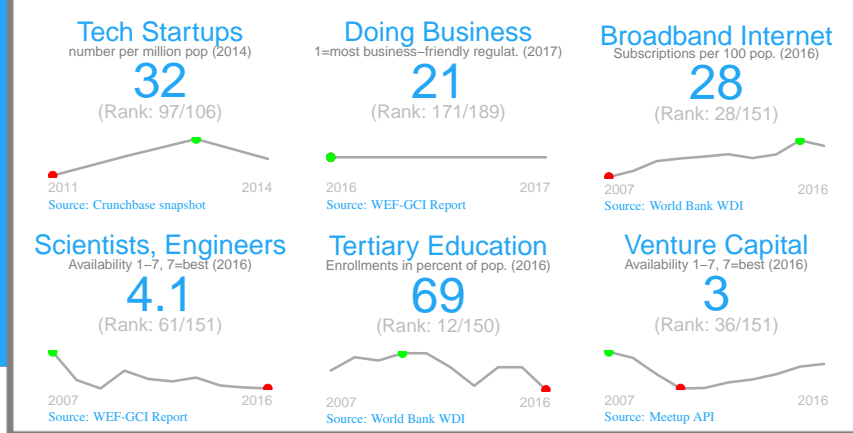 Tech Startups
number per million pop (2014)
32
(Rank: 97/106)
2011 2014
Source: Crunchbase snapshot
Doing Business
1=most business−friendly regulat. (2017)
21
(Rank: 171/189)
2016 2017
Source: WEF-GCI Report
Broadband Internet
Subscriptions per 100 pop. (2016)
28
(Rank: 28/151)
2007 2016
Source: World Bank WDI
Scientists, Engineers
Availability 1−7, 7=best (2016)
4.1
(Rank: 61/151)
2007 2016
Source: WEF-GCI Report
Tertiary Education
Enrollments in percent of pop. (2016)
69
(Rank: 12/150)
2007 2016
Source: World Bank WDI
Venture Capital
Availability 1−7, 7=best (2016)
3
(Rank: 36/151)
2007 2016
Source: Meetup API